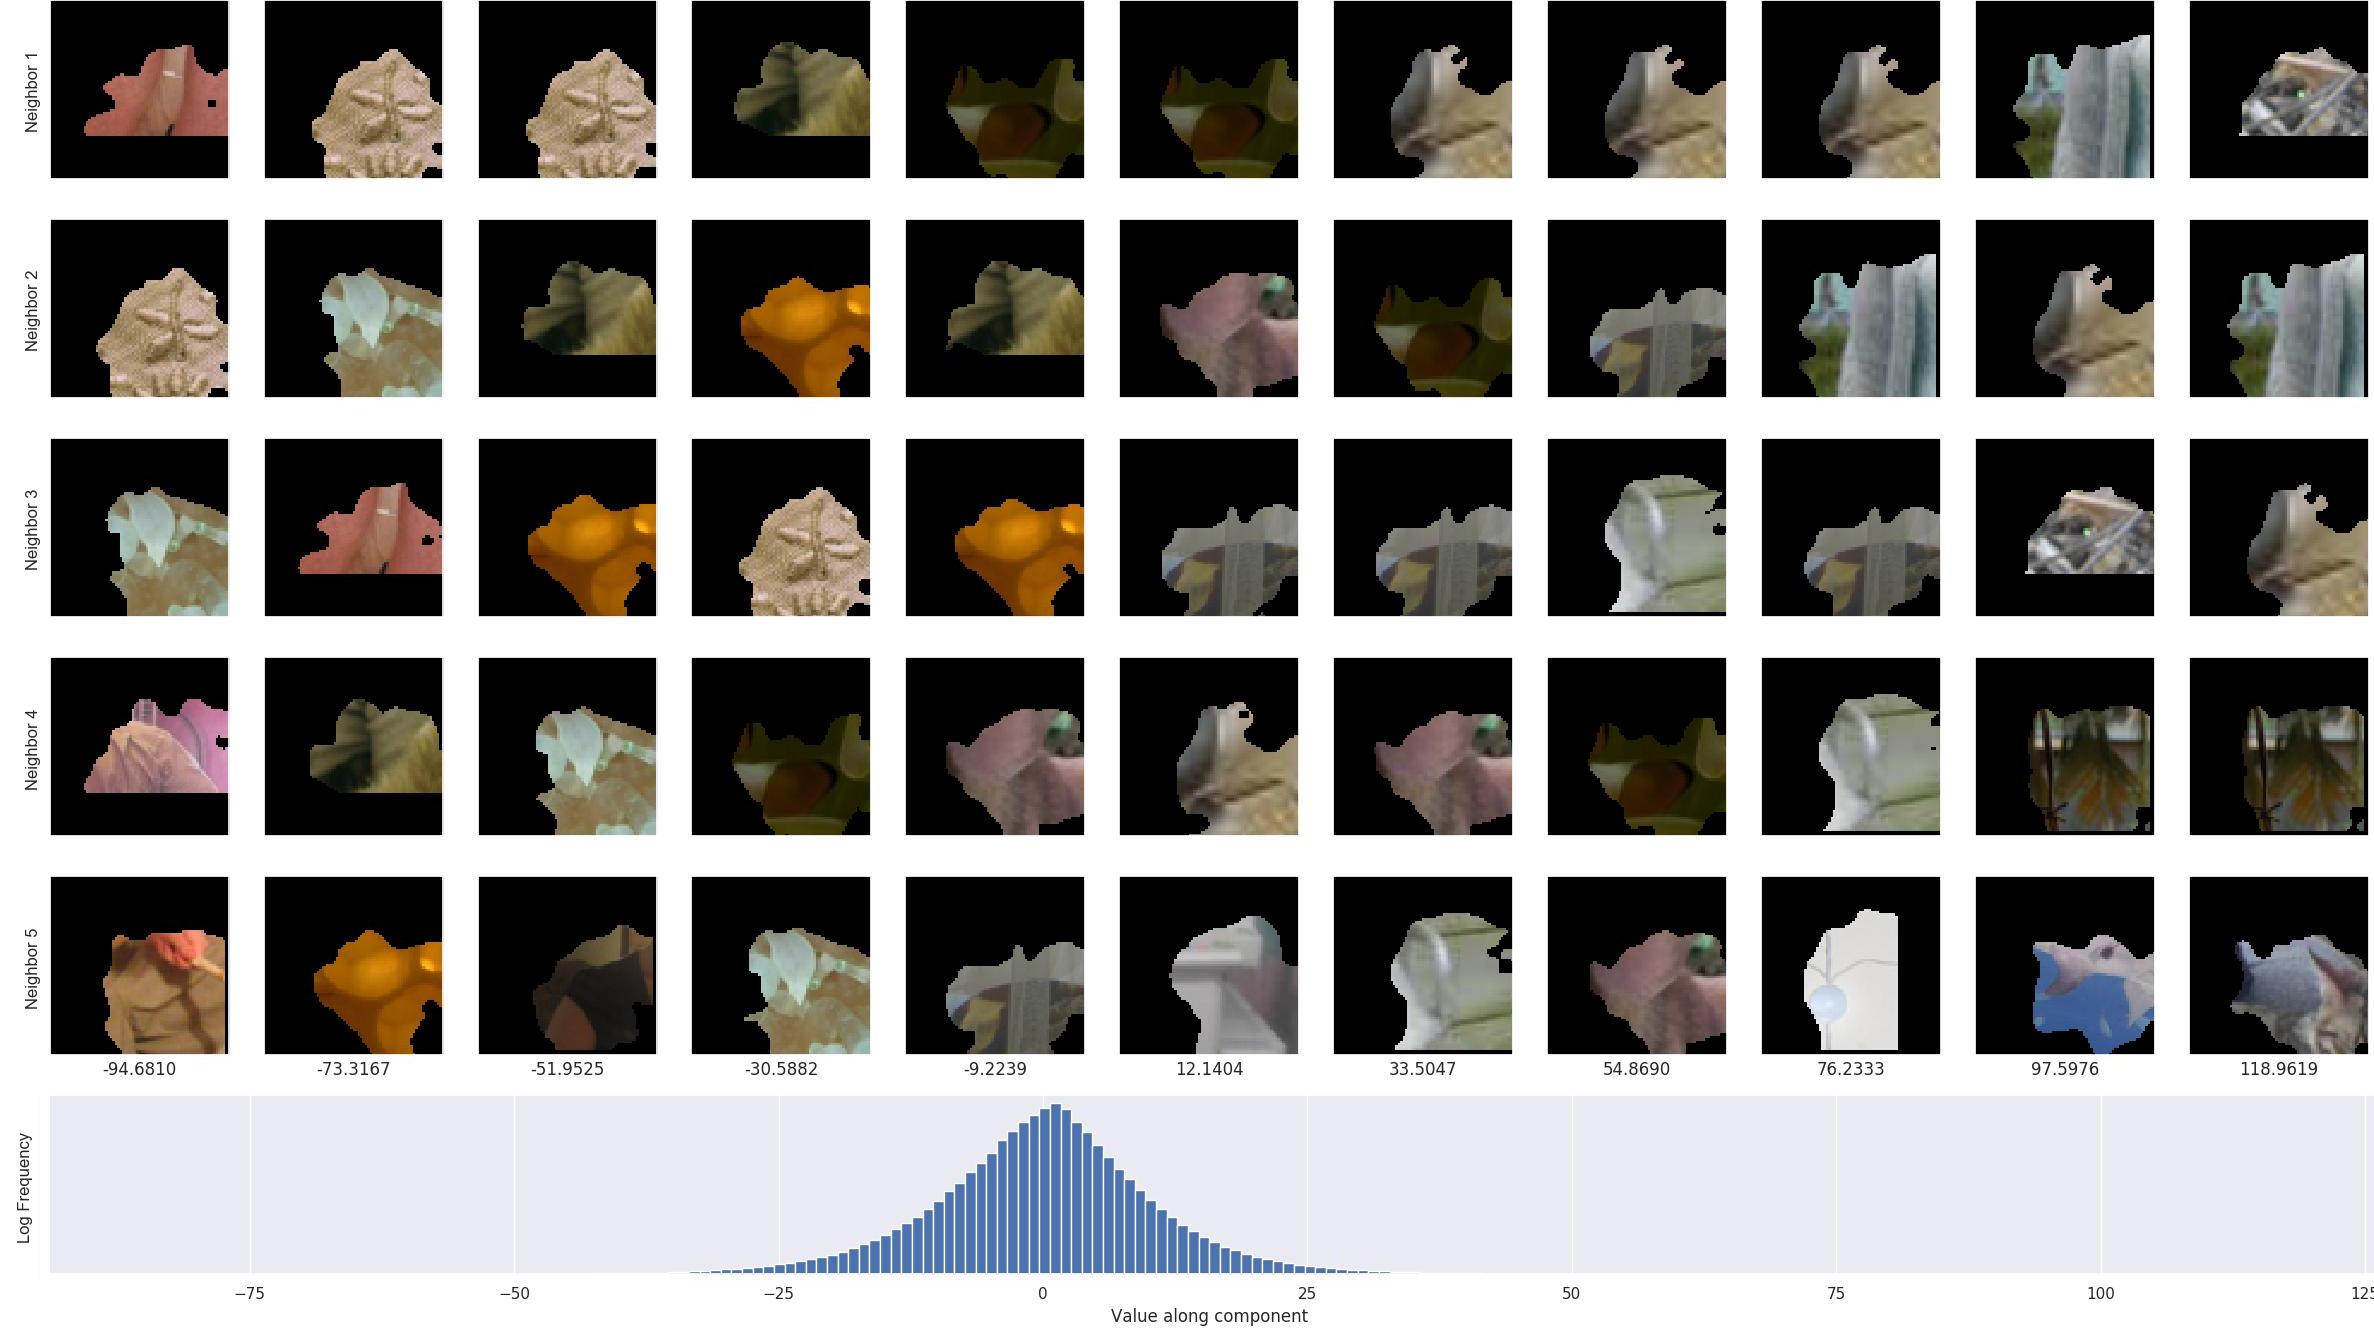 Neighbor 1
Neighbor 2
Neighbor 3
Neighbor 4
Neighbor 5
-94.6810 -73.3167 -51.9525 -30.5882 -9.2239 12.1404 33.5047 54.8690 76.2333 97.5976 118.9619
Log Frequency
−75 −50 −25 0 25 50 75 100 125
Value along component